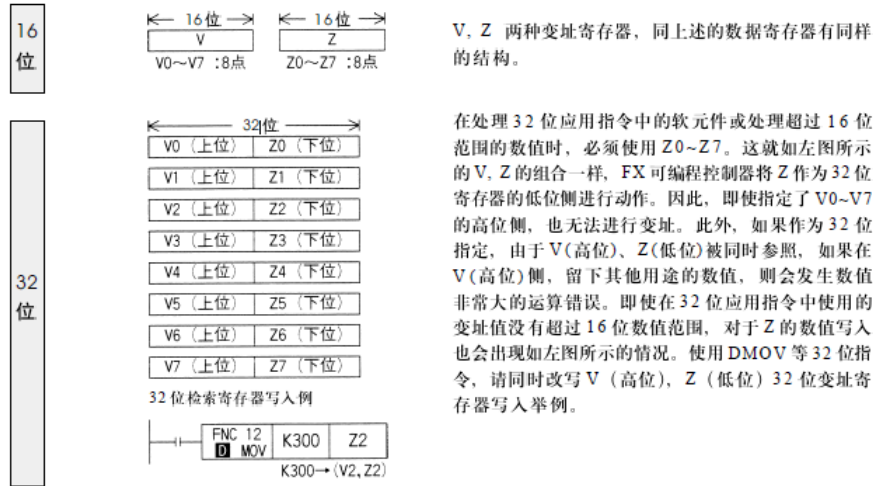 16
位
16位
16位
V
Z
V0～V7 :8点
Z0～Z7 :8点
V, Z 两种变址寄存器，同上述的数据寄存器有同样
的结构。
32
位
32位
V0 (上位) Z0 (下位)
V1 (上位) Z1 (下位)
V2 (上位) Z2 (下位)
V3 (上位) Z3 (下位)
V4 (上位) Z4 (下位)
V5 (上位) Z5 (下位)
V6 (上位) Z6 (下位)
V7 (上位) Z7 (下位)
32 位检索寄存器写入例
FNC 12
D MOV
K300
Z2
K300→(V2,Z2)
在处理 32 位应用指令中的软元件或处理超过 16 位
范围的数值时，必须使用 Z0~Z7。这就如左图所示
的 V, Z 的组合一样，FX 可编程控制器将 Z 作为 32 位
寄存器的低位侧进行动作。因此，即使指定了 V0~V7
的高位侧，也无法进行变址。此外，如果作为 32 位
指定，由于 V(高位)、Z(低位)被同时参照，如果在
V(高位)侧，留下其他用途的数值，则会发生数值
非常大的运算错误。即使在 32 位应用指令中使用的
变址值没有超过 16 位数值范围，对于 Z 的数值写入
也会出现如左图所示的情况。使用 DMOV 等 32 位指
令，请同时改写 V（高位），Z（低位）32 位变址寄
存器写入举例。